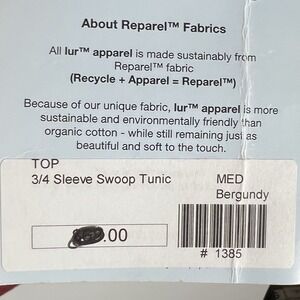 About Reparel™ Fabrics
All lur™ apparel is made sustainably from
Reparel™ fabric
(Recycle + Apparel = Reparel™)
Because of our unique fabric, lur™ apparel is more
sustainable and environmentally friendly than
organic cotton - while still remaining just as
beautiful and soft to the touch.
TOP
3/4 Sleeve Swoop Tunic MED
Burgundy
.00
# 1385